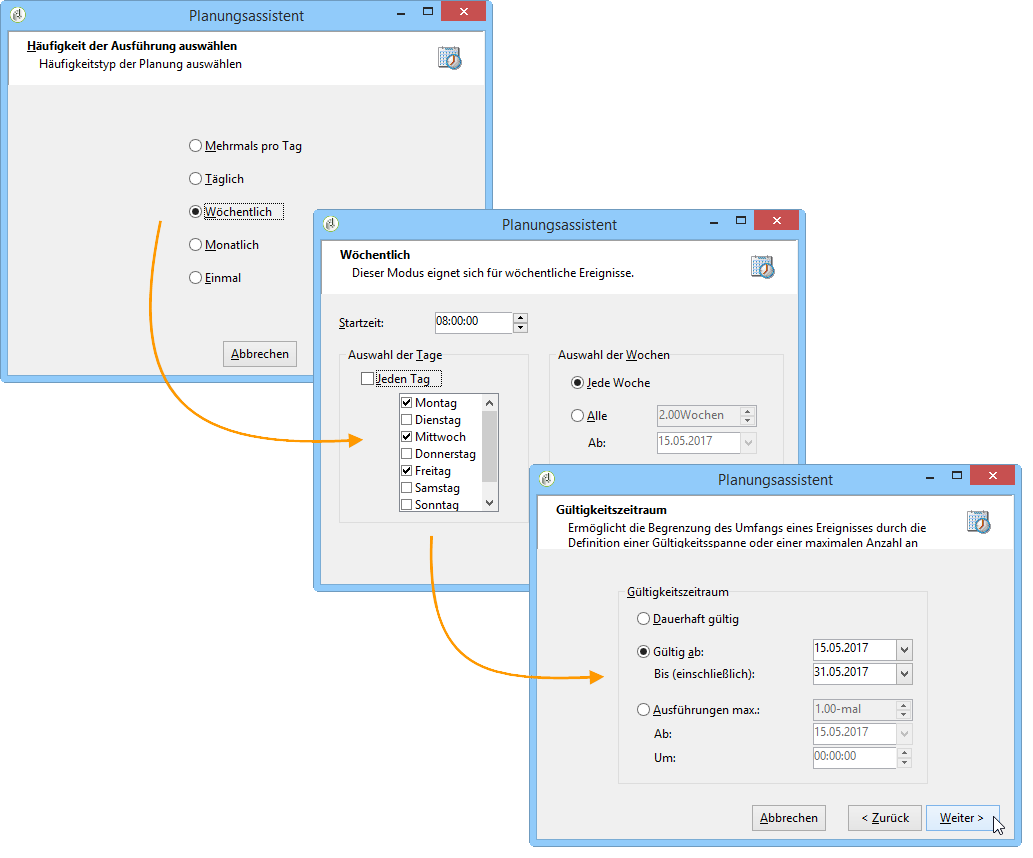 Planungsassistent
Häufigkeit der Ausführung auswählen
Häufigkeitstyp der Planung auswählen
Mehrmals pro Tag
Täglich
Wöchentlich
Monatlich
Einmal
Abbrechen
Planungsassistent
Wöchentlich
Dieser Modus eignet sich für wöchentliche Ereignisse.
Startzeit: 08:00:00
Auswahl der Tage
Jeden Tag
Montag
Dienstag
Mittwoch
Donnerstag
Freitag
Samstag
Sonntag
Auswahl der Wochen
Jede Woche
Alle 2.00Wochen
Ab: 15.05.2017
Planungsassistent
Gültigkeitszeitraum
Ermöglicht die Begrenzung des Umfangs eines Ereignisses durch die
Definition einer Gültigkeitsspanne oder einer maximalen Anzahl an
Gültigkeitszeitraum
Dauerhaft gültig
Gültig ab: 15.05.2017
Bis (einschließlich): 31.05.2017
Ausführungen max.: 1.00-mal
Ab: 15.05.2017
Um: 00:00:00
Abbrechen < Zurück Weiter >